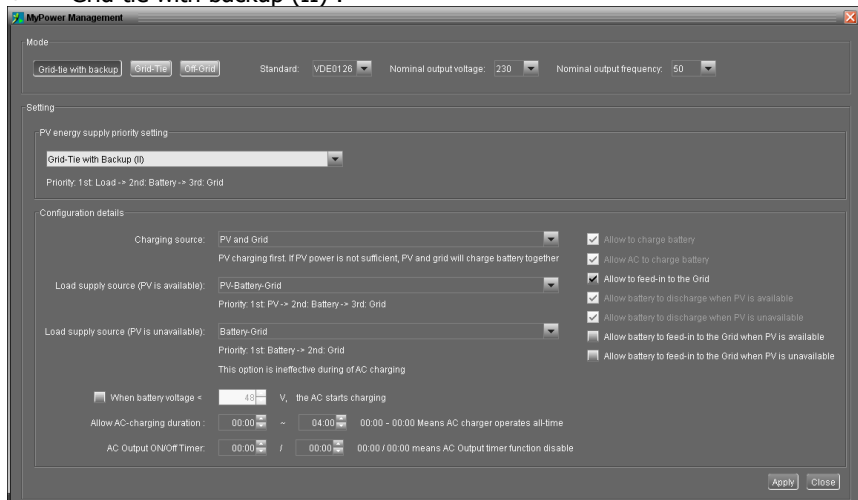 Grid-tie with backup (II) :
MyPower Management
Mode
Grid-tie with backup Grid-Tie Off-Grid Standard: VDE0126 Nominal output voltage: 230 Nominal output frequency: 50
Setting
PV energy supply priority setting
Grid-Tie with Backup (II)
Priority: 1st: Load -> 2nd: Battery -> 3rd: Grid
Configuration details
Charging source: PV and Grid
PV charging first. If PV power is not sufficient, PV and grid will charge battery together
Load supply source (PV is available): PV-Battery-Grid
Priority: 1st: PV -> 2nd: Battery -> 3rd: Grid
Load supply source (PV is unavailable): Battery-Grid
Priority: 1st: Battery -> 2nd: Grid
This option is ineffective during of AC charging
When battery voltage < 48 V, the AC starts charging
Allow AC-charging duration : 00:00 ~ 04:00 00:00 - 00:00 Means AC charger operates all-time
AC Output ON/Off Timer: 00:00 / 00:00 00:00 / 00:00 means AC Output timer function disable
Allow to charge battery
Allow AC to charge battery
Allow to feed-in to the Grid
Allow battery to discharge when PV is available
Allow battery to discharge when PV is unavailable
Allow battery to feed-in to the Grid when PV is available
Allow battery to feed-in to the Grid when PV is unavailable
Apply Close